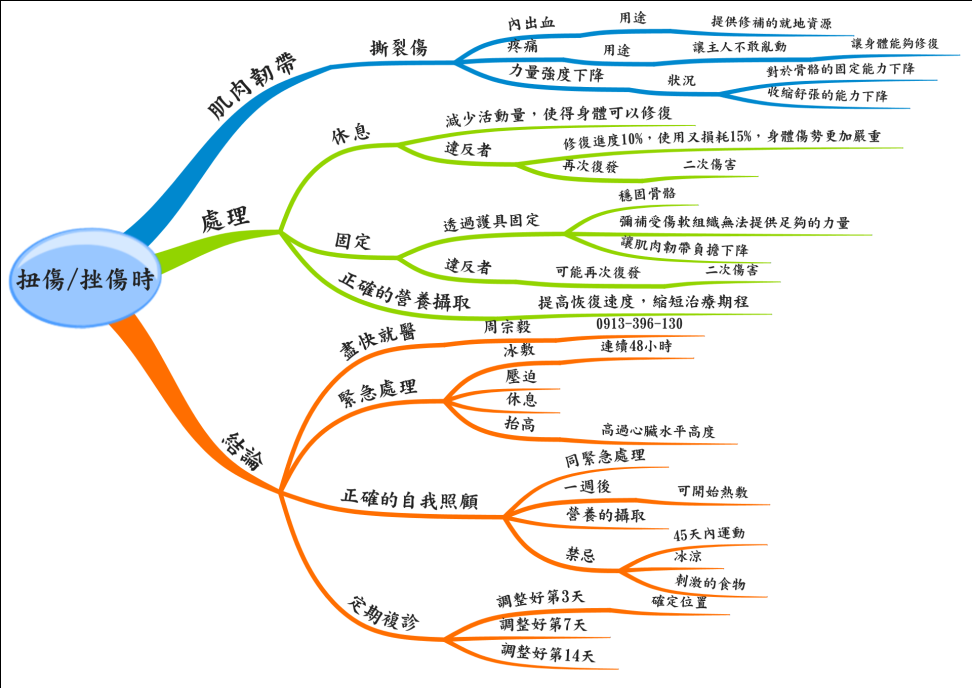 扭傷/挫傷時
肌肉韌帶
撕裂傷
內出血
用途
提供修補的就地資源
疼痛
用途
讓主人不敢亂動
讓身體能夠修復
力量強度下降
狀況
對於骨骼的固定能力下降
收縮舒張的能力下降
處理
休息
減少活動量，使得身體可以修復
違反者
修復進度10%，使用又損耗15%，身體傷勢更加嚴重
再次復發
二次傷害
固定
透過護具固定
穩固骨骼
彌補受傷軟組織無法提供足夠的力量
讓肌肉韌帶負擔下降
違反者
可能再次復發
二次傷害
正確的營養攝取
提高恢復速度，縮短治療期程
結論
盡快就醫
周宗毅
0913-396-130
緊急處理
冰敷
連續48小時
壓迫
休息
抬高
高過心臟水平高度
正確的自我照顧
同緊急處理
一週後
可開始熱敷
營養的攝取
禁忌
45天內運動
冰涼
刺激的食物
定期複診
調整好第3天
確定位置
調整好第7天
調整好第14天